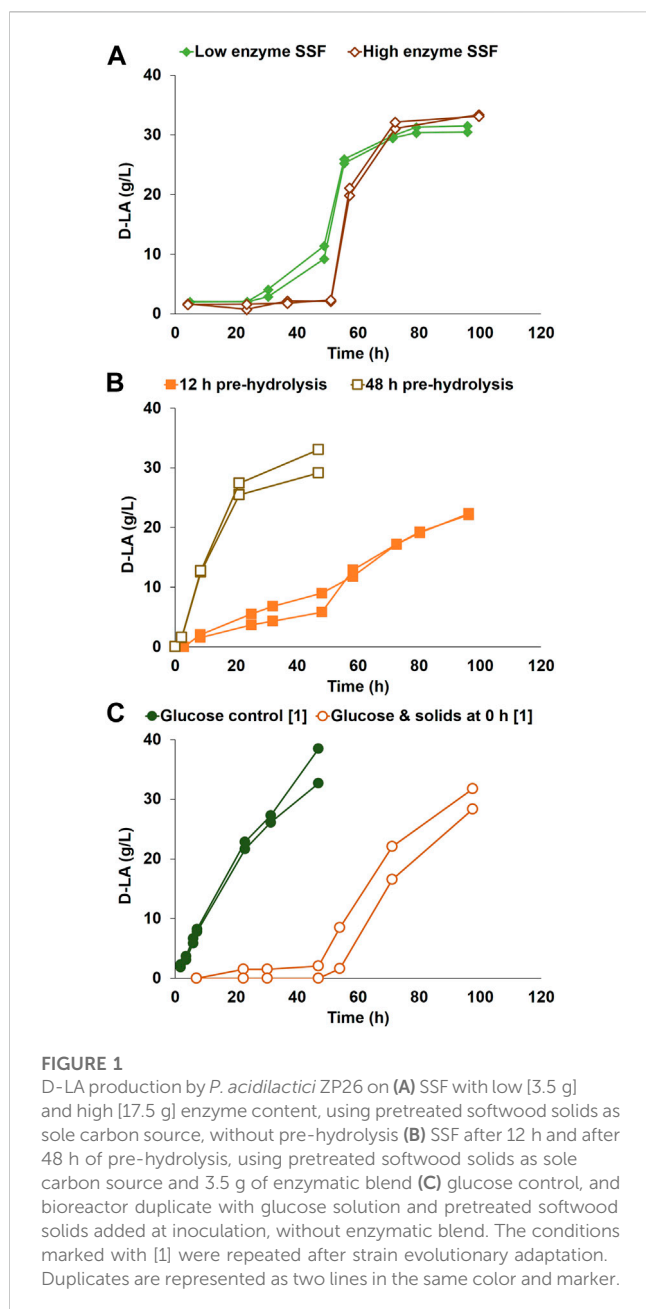 A
Low enzyme SSF High enzyme SSF
40
30
20
10
0
D-LA (g/L)
0 20 40 60 80 100 120
Time (h)
B
12 h pre-hydrolysis 48 h pre-hydrolysis
40
30
20
10
0
D-LA (g/L)
0 20 40 60 80 100 120
Time (h)
C
Glucose control [1] Glucose & solids at 0 h [1]
40
30
20
10
0
D-LA (g/L)
0 20 40 60 80 100 120
Time (h)
FIGURE 1
D-LA production by P. acidilactici ZP26 on (A) SSF with low [3.5 g]
and high [17.5 g] enzyme content, using pretreated softwood solids as
sole carbon source, without pre-hydrolysis (B) SSF after 12 h and after
48 h of pre-hydrolysis, using pretreated softwood solids as sole
carbon source and 3.5 g of enzymatic blend (C) glucose control, and
bioreactor duplicate with glucose solution and pretreated softwood
solids added at inoculation, without enzymatic blend. The conditions
marked with [1] were repeated after strain evolutionary adaptation.
Duplicates are represented as two lines in the same color and marker.